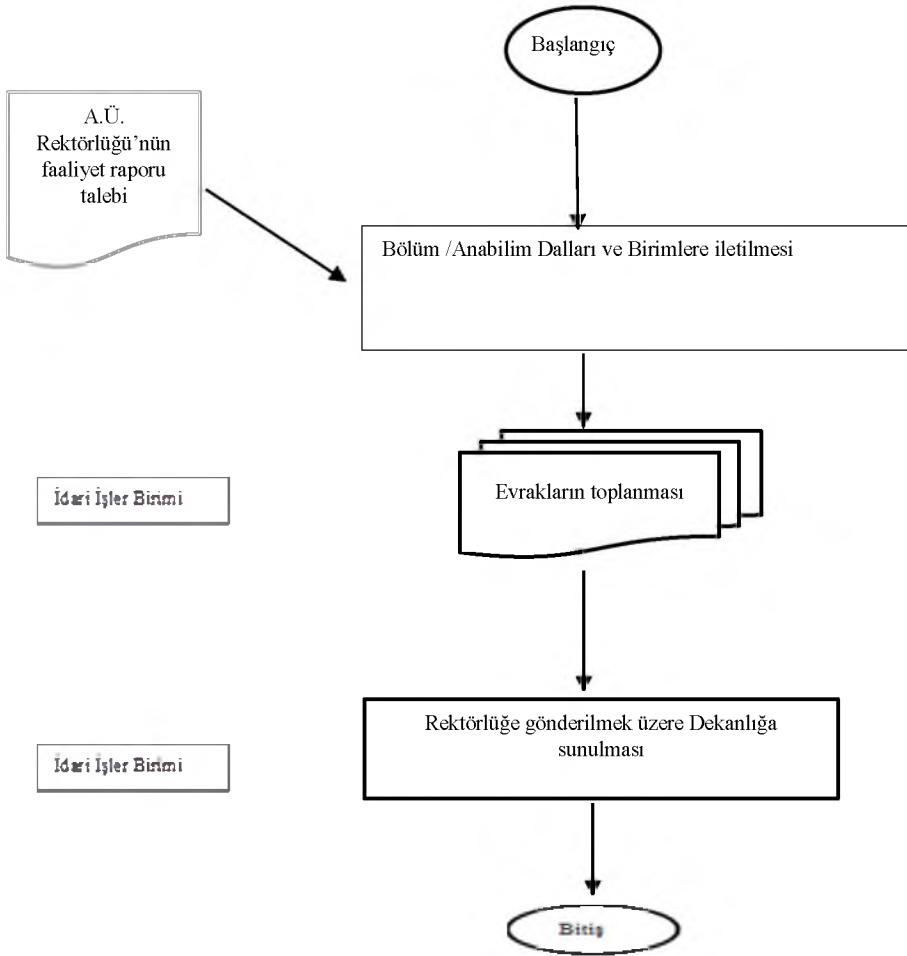 Başlangıç
A.Ü.
Rektörlüğü’nün
faaliyet raporu
talebi
Bölüm /Anabilim Dalları ve Birimlere iletilmesi
Evrakların toplanması
İdari İşler Birimi
Rektörlüğe gönderilmek üzere Dekanlığa
sunulması
İdari İşler Birimi
Bitiş